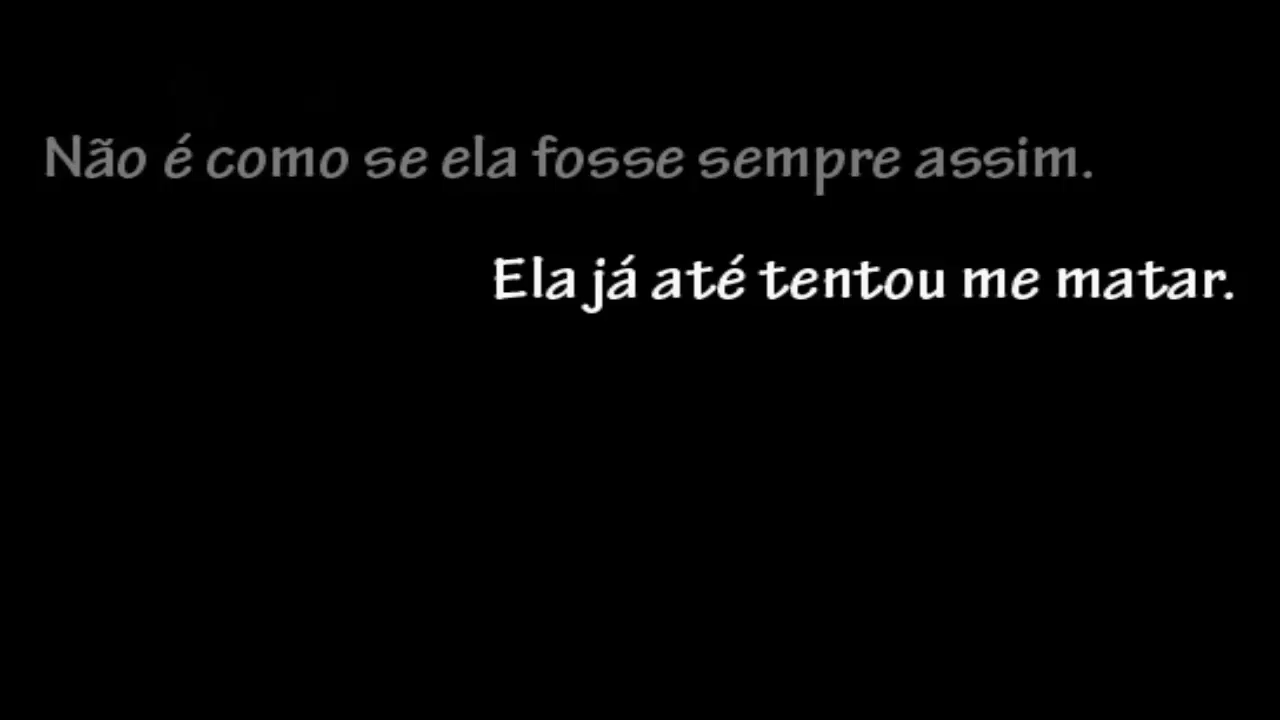 Não é como se ela fosse sempre assim.
Ela já até tentou me matar.